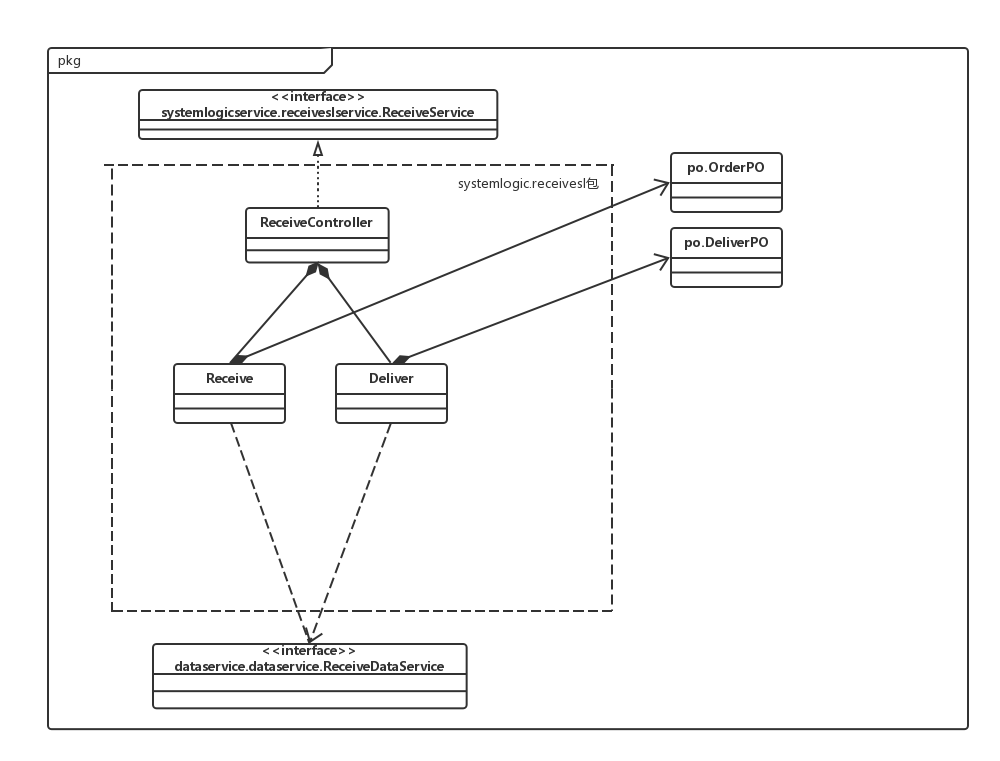 pkg
<<interface>>
systemlogicservice.receiveslservice.ReceiveService
systemlogic.receivesl包
po.OrderPO
ReceiveController
po.DeliverPO
Receive
Deliver
<<interface>>
dataservice.dataservice.ReceiveDataService